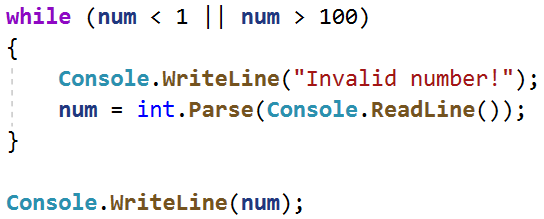 while (num < 1 || num > 100)
{
    Console.WriteLine("Invalid number!");
    num = int.Parse(Console.ReadLine());
}

Console.WriteLine(num);